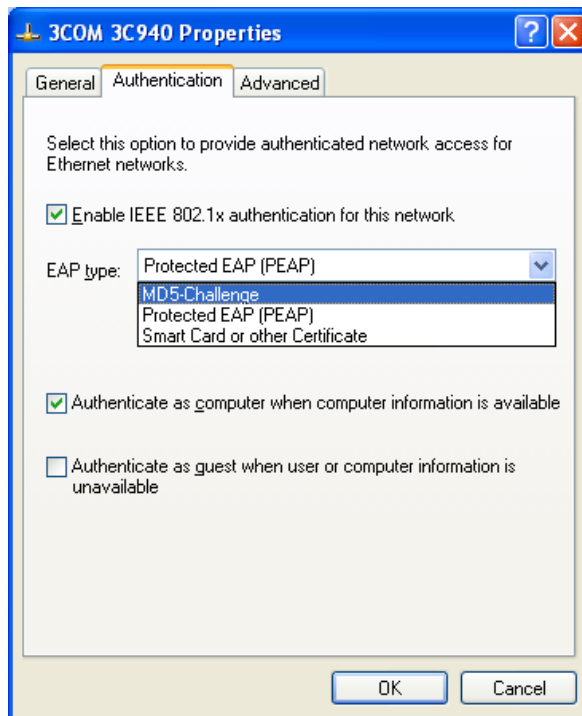 3COM 3C940 Properties
General Authentication Advanced
Select this option to provide authenticated network access for
Ethernet networks.
Enable IEEE 802.1x authentication for this network
EAP type: Protected EAP (PEAP)
MD5-Challenge
Protected EAP (PEAP)
Smart Card or other Certificate
Authenticate as computer when computer information is available
Authenticate as guest when user or computer information is
unavailable
OK Cancel